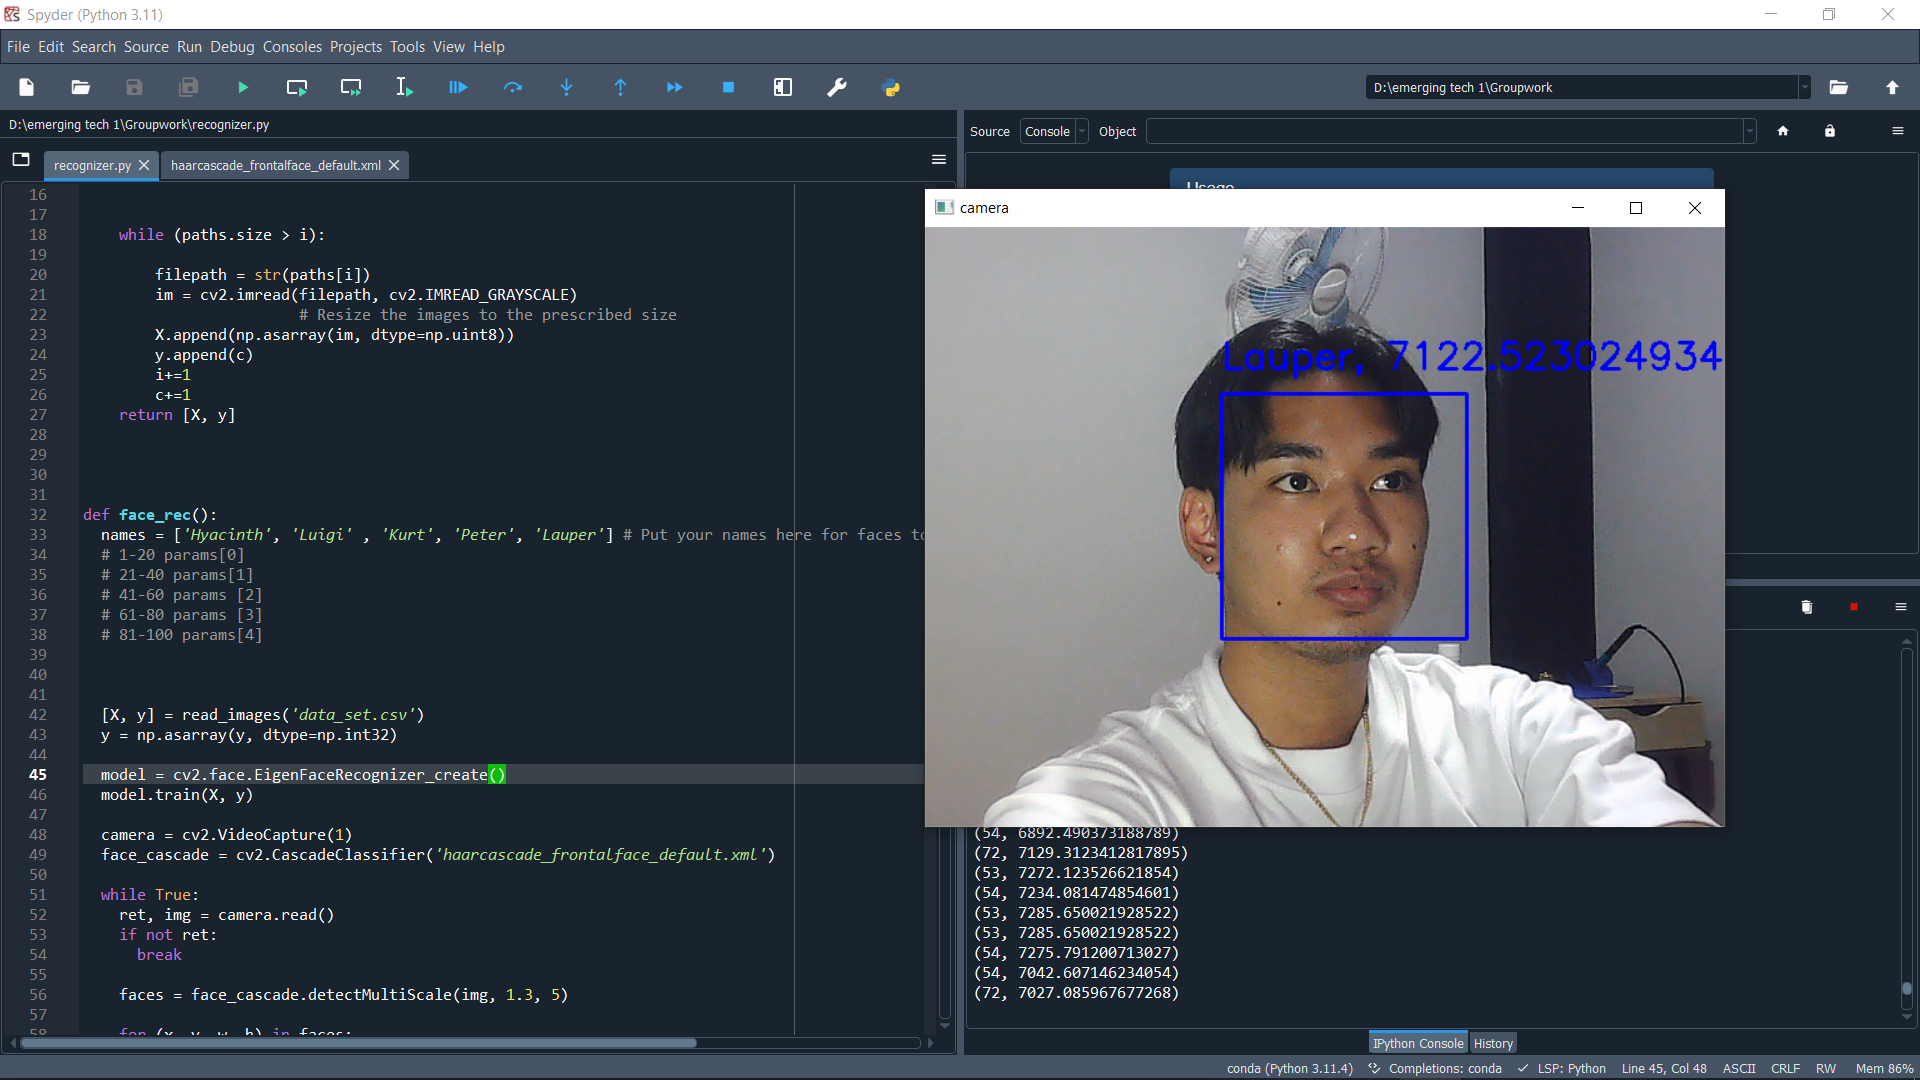 Spyder (Python 3.11)
File Edit Search Source Run Debug Consoles Projects Tools View Help
D:\emerging tech 1\Groupwork
D:\emerging tech 1\Groupwork\recognizer.py
Source Console Object
recognizer.py haarcascade_frontalface_default.xml
Usage
camera
Lauper, 7122.523024934
16
17
18 while (paths.size > i):
19
20 filepath = str(paths[i])
21 im = cv2.imread(filepath, cv2.IMREAD_GRAYSCALE)
22 # Resize the images to the prescribed size
23 X.append(np.asarray(im, dtype=np.uint8))
24 y.append(c)
25 i+=1
26 c+=1
27 return [X, y]
28
29
30
31
32 def face_rec():
33 names = ['Hyacinth', 'Luigi' , 'Kurt', 'Peter', 'Lauper'] # Put your names here for faces to
34 # 1-20 params[0]
35 # 21-40 params[1]
36 # 41-60 params [2]
37 # 61-80 params [3]
38 # 81-100 params[4]
39
40
41
42 [X, y] = read_images('data_set.csv')
43 y = np.asarray(y, dtype=np.int32)
44
45 model = cv2.face.EigenFaceRecognizer_create()
46 model.train(X, y)
47
48 camera = cv2.VideoCapture(1)
49 face_cascade = cv2.CascadeClassifier('haarcascade_frontalface_default.xml')
50
51 while True:
52 ret, img = camera.read()
53 if not ret:
54 break
55
56 faces = face_cascade.detectMultiScale(img, 1.3, 5)
57
58 for (x, y, w, h) in faces:
(54, 6892.490373188789)
(72, 7129.3123412817895)
(53, 7272.123526621854)
(54, 7234.081474854601)
(53, 7285.650021928522)
(53, 7285.650021928522)
(54, 7275.791200713027)
(54, 7042.607146234054)
(72, 7027.085967677268)
IPython Console History
conda (Python 3.11.4) Completions: conda LSP: Python Line 45, Col 48 ASCII CRLF RW Mem 86%